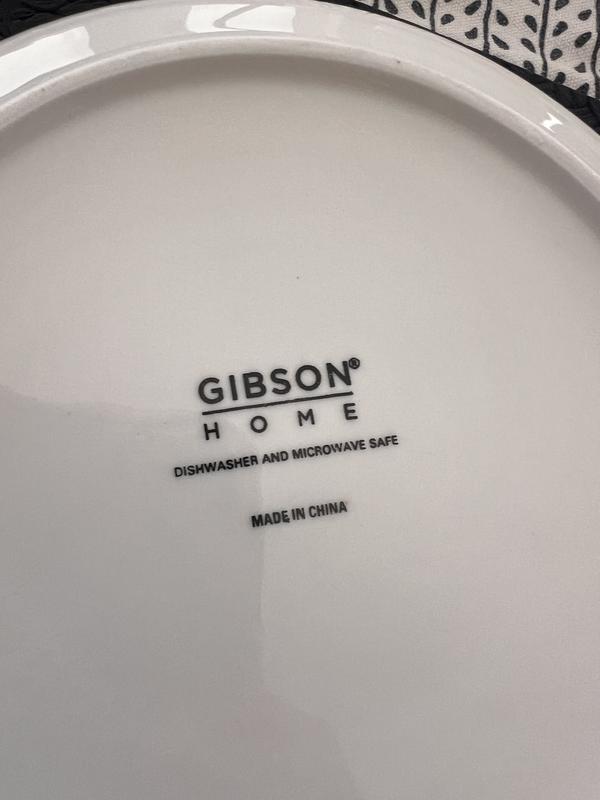 GIBSON®
HOME
DISHWASHER AND MICROWAVE SAFE
MADE IN CHINA